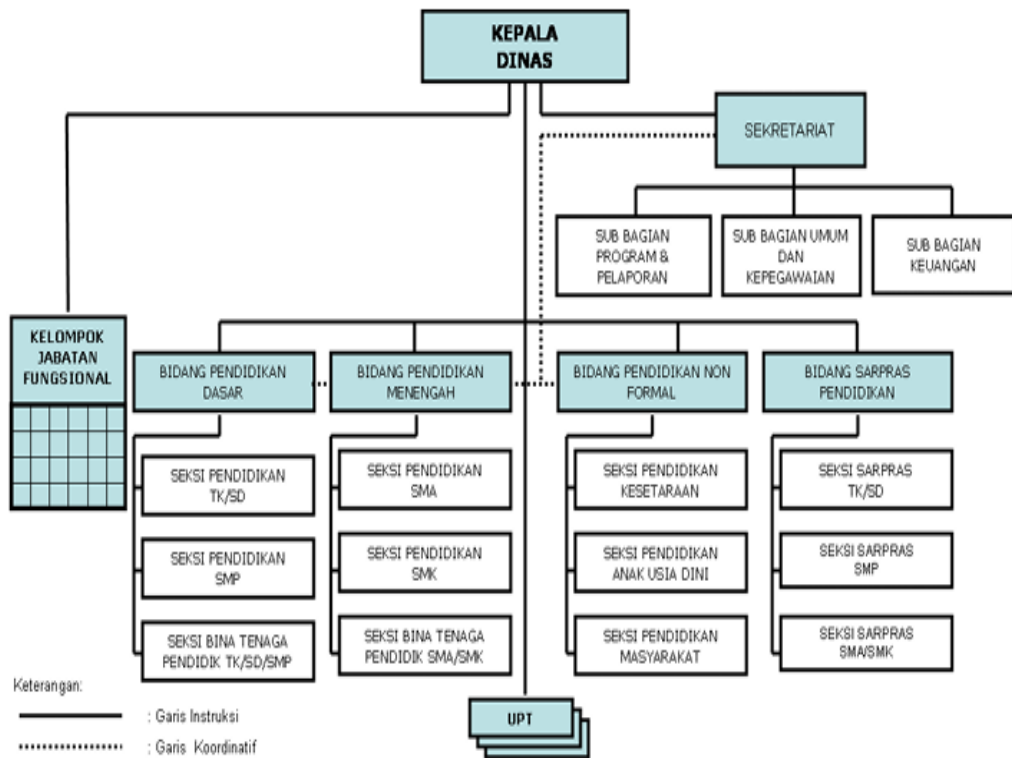 KEPALA
DINAS
SEKRETARIAT
SUB BAGIAN
PROGRAM &
PELAPORAN
SUB BAGIAN UMUM
DAN
KEPEGAWAIAN
SUB BAGIAN
KEUANGAN
KELOMPOK
JABATAN
FUNGSIONAL
BIDANG PENDIDIKAN
DASAR
BIDANG PENDIDIKAN
MENENGAH
BIDANG PENDIDIKAN NON
FORMAL
BIDANG SARPRAS
PENDIDIKAN
SEKSI PENDIDIKAN
TK/SD
SEKSI PENDIDIKAN
SMP
SEKSI BINA TENAGA
PENDIDIK TK/SD/SMP
SEKSI PENDIDIKAN
SMA
SEKSI PENDIDIKAN
SMK
SEKSI BINA TENAGA
PENDIDIK SMA/SMK
SEKSI PENDIDIKAN
KESETARAAN
SEKSI PENDIDIKAN
ANAK USIA DINI
SEKSI PENDIDIKAN
MASYARAKAT
SEKSI SARPRAS
TK/SD
SEKSI SARPRAS
SMP
SEKSI SARPRAS
SMA/SMK
UPT
Keterangan:
: Garis Instruksi
: Garis Koordinatif